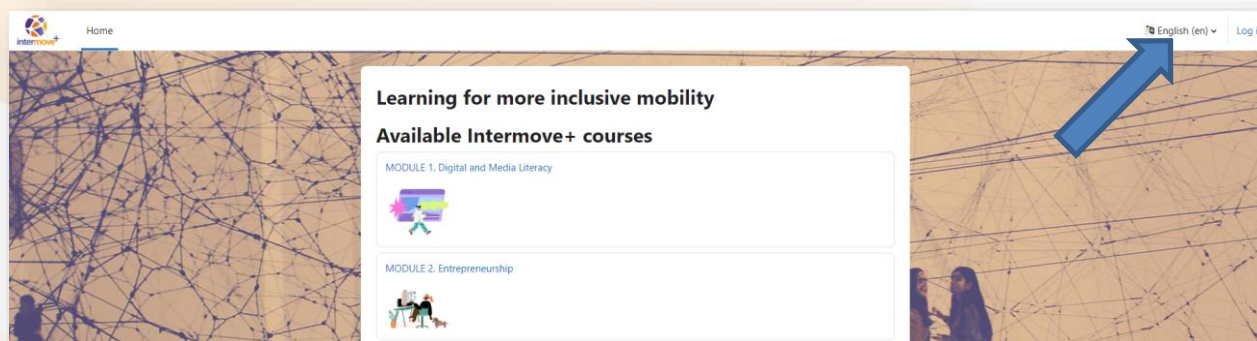 intermove+
Home
English (en)
Log
Learning for more inclusive mobility
Available Intermove+ courses
MODULE 1. Digital and Media Literacy
MODULE 2. Entrepreneurship